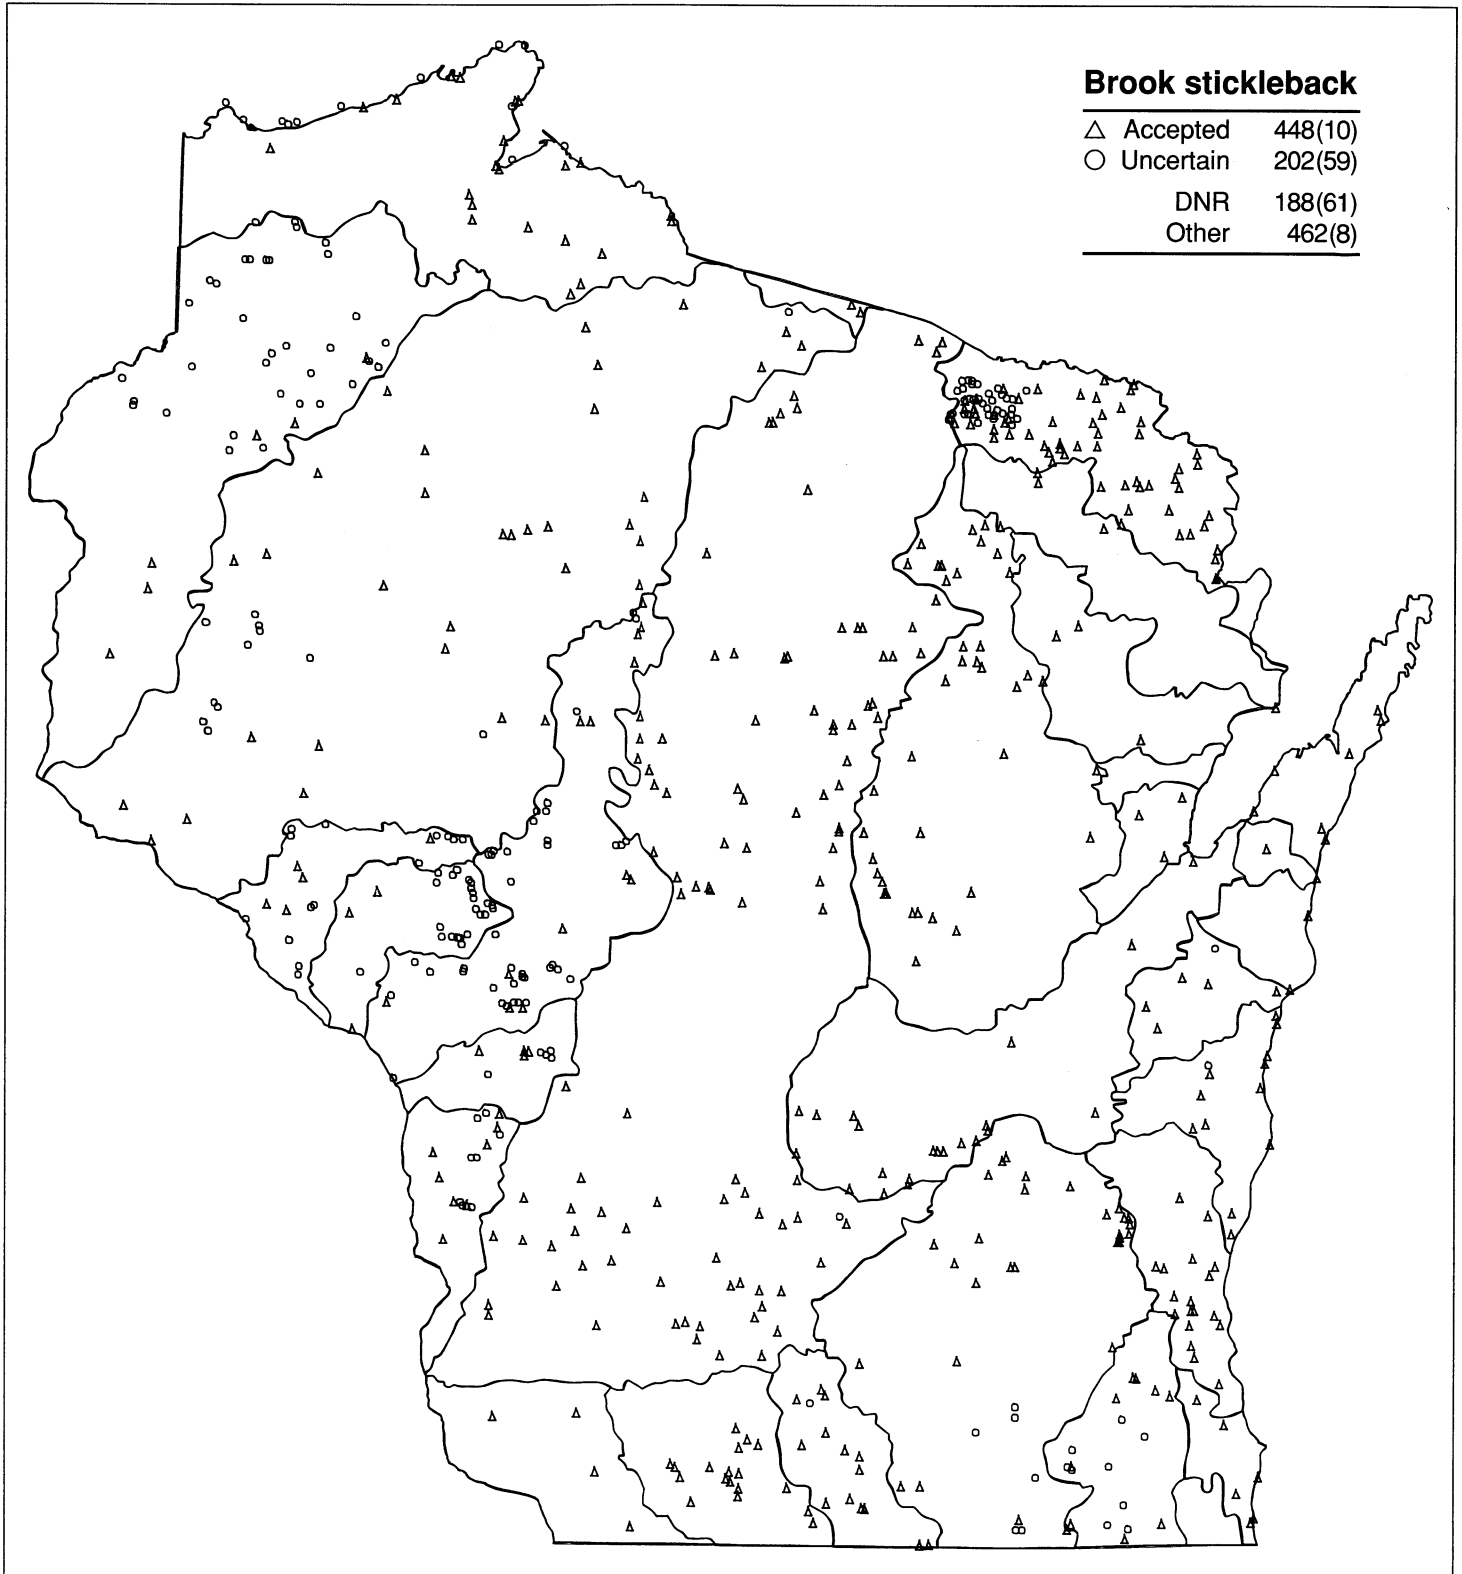 Brook stickleback
△ Accepted 448(10)
○ Uncertain 202(59)
DNR 188(61)
Other 462(8)